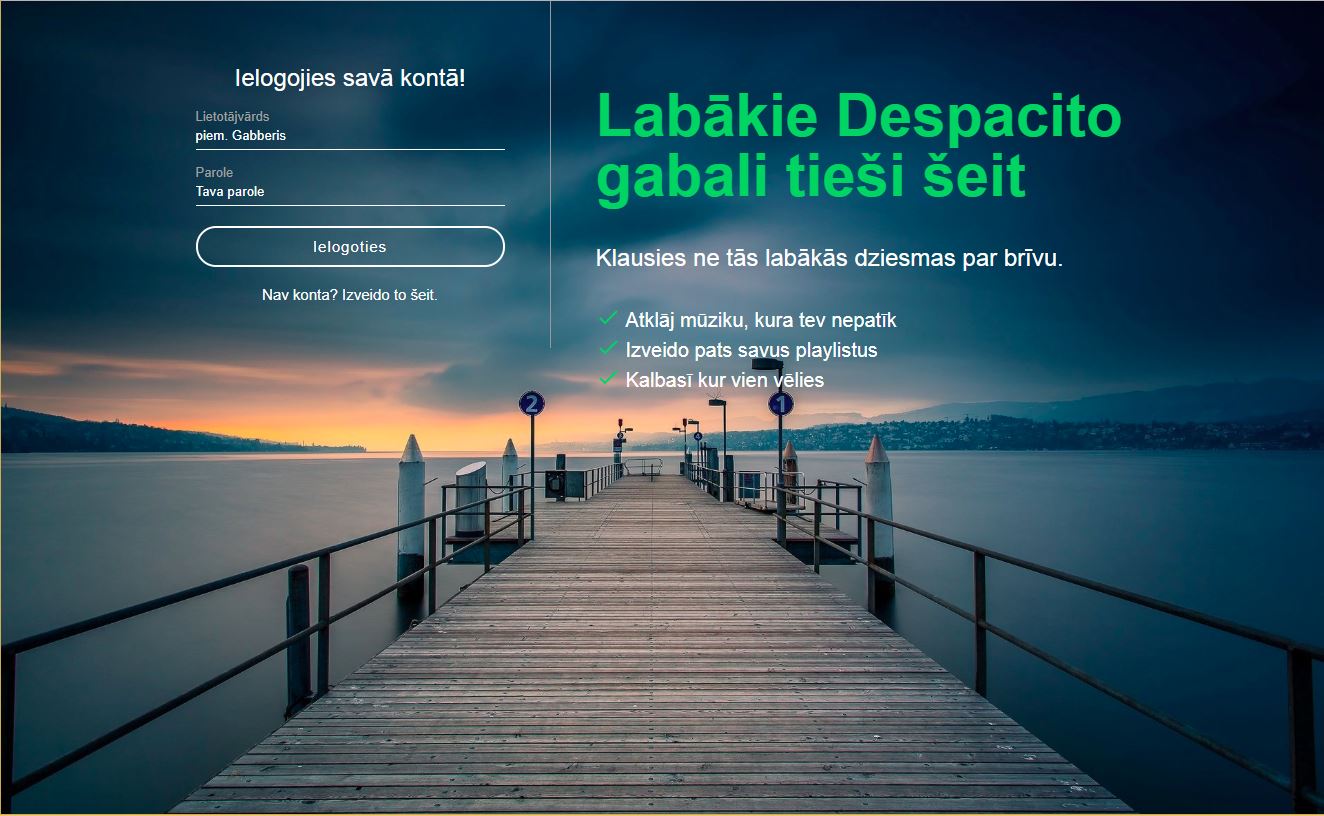 Ielogojies savā kontā!
Lietotājvārds
piem. Gabberis
Parole
Tava parole
Ielogoties
Nav konta? Izveido to šeit.
Labākie Despacito
gabali tieši šeit
Klausies ne tās labākās dziesmas par brīvu.
Atklāj mūziku, kura tev nepatīk
Izveido pats savus playlistus
Kalbasī kur vien vēlies
2
1